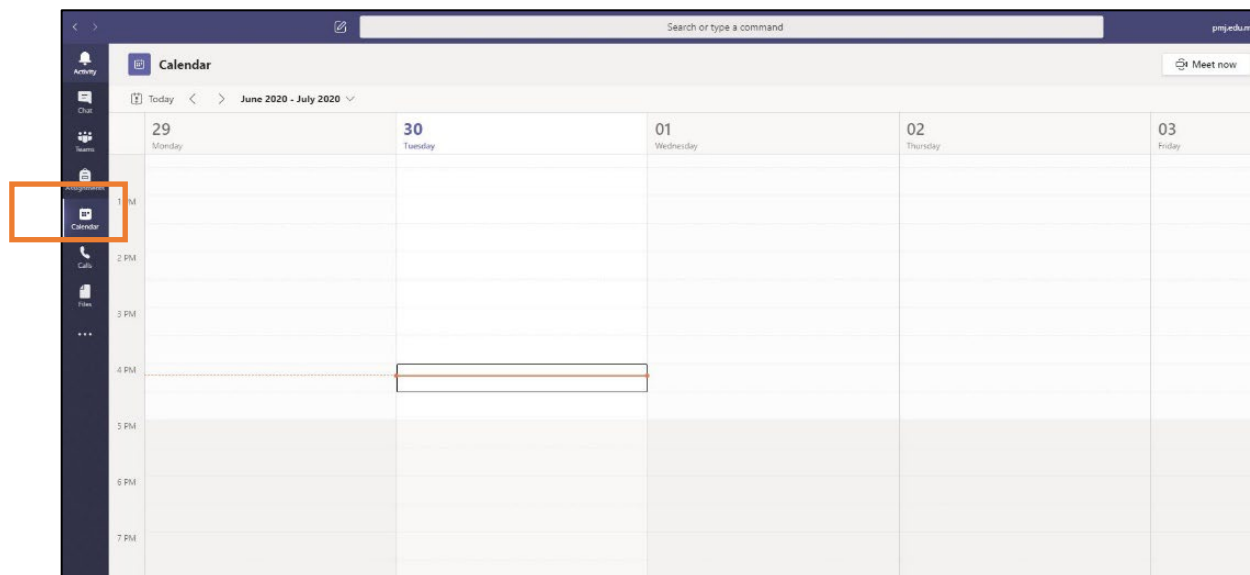 Search or type a command
pmj.edu.m
Activity
Chat
Teams
Assignments
Calendar
Calls
Files
Calendar
Meet now
Today
June 2020 - July 2020
29
Monday
30
Tuesday
01
Wednesday
02
Thursday
03
Friday
1 PM
2 PM
3 PM
4 PM
5 PM
6 PM
7 PM